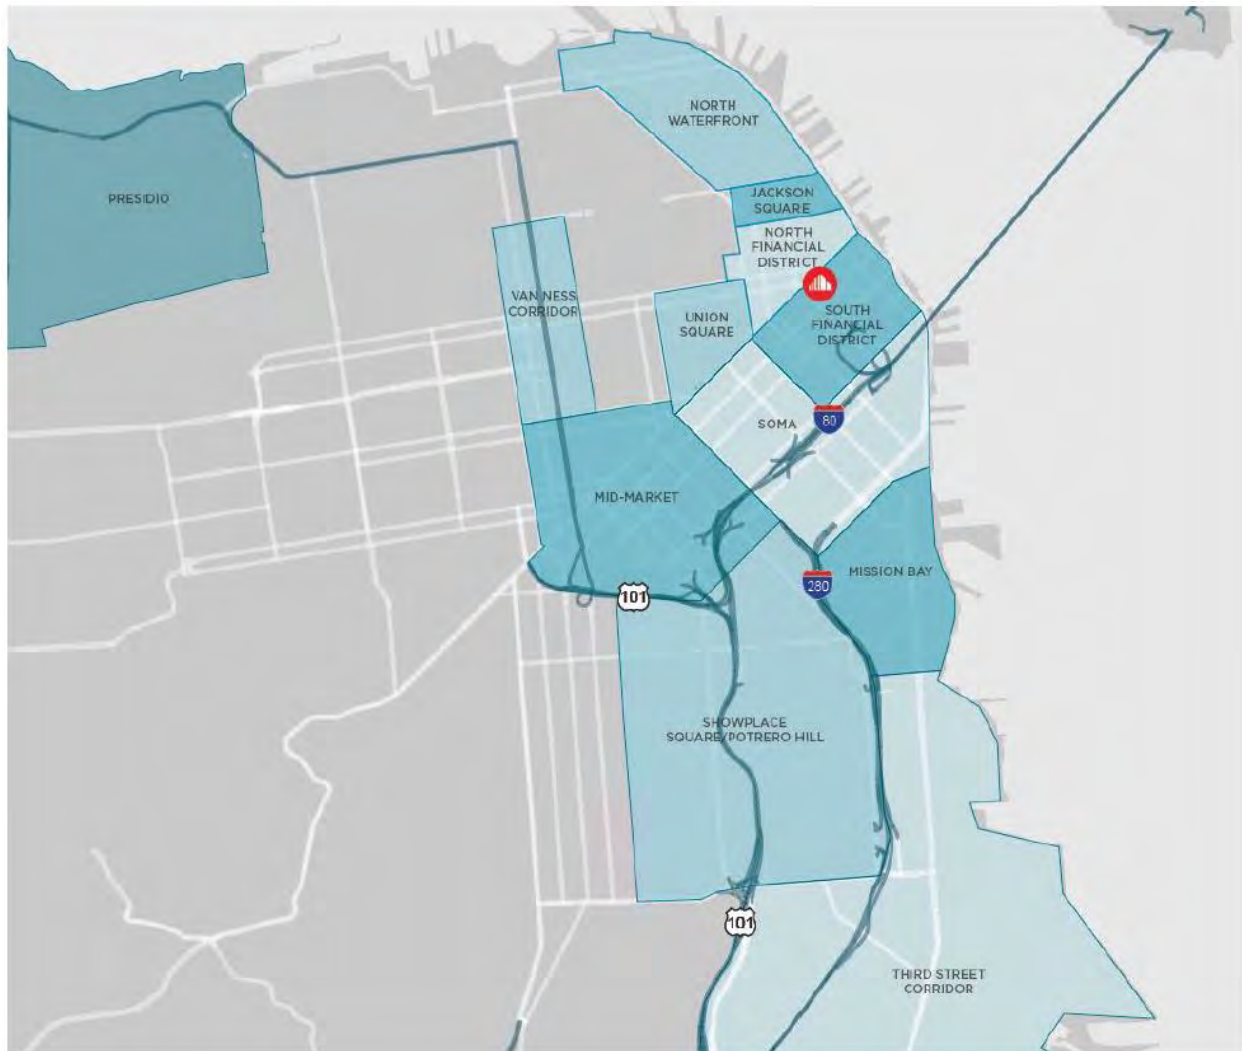 NORTH
WATERFRONT
PRESIDIO
JACKSON
SQUARE
NORTH
FINANCIAL
DISTRICT
VAN NESS
CORRIDOR
UNION
SQUARE
SOUTH
FINANCIAL
DISTRICT
SOMA
80
MID-MARKET
MISSION BAY
280
101
SHOWPLACE
SQUARE/POTRERO HILL
101
THIRD STREET
CORRIDOR